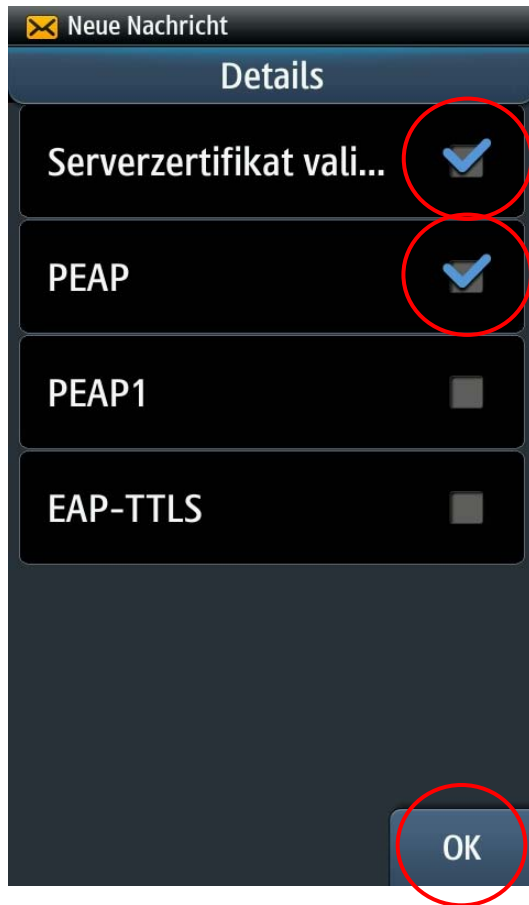 Neue Nachricht
Details
Serverzertifikat vali...
PEAP
PEAP1
EAP-TTLS
OK